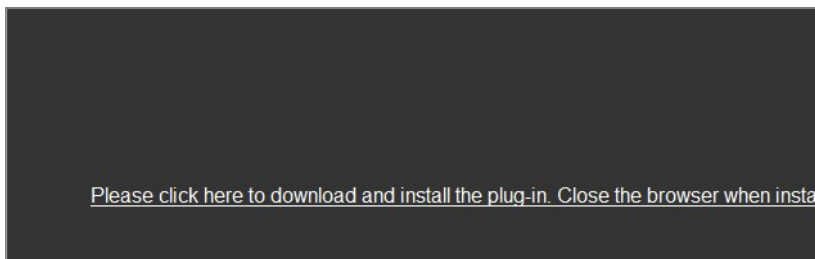 Please click here to download and install the plug-in. Close the browser when insta